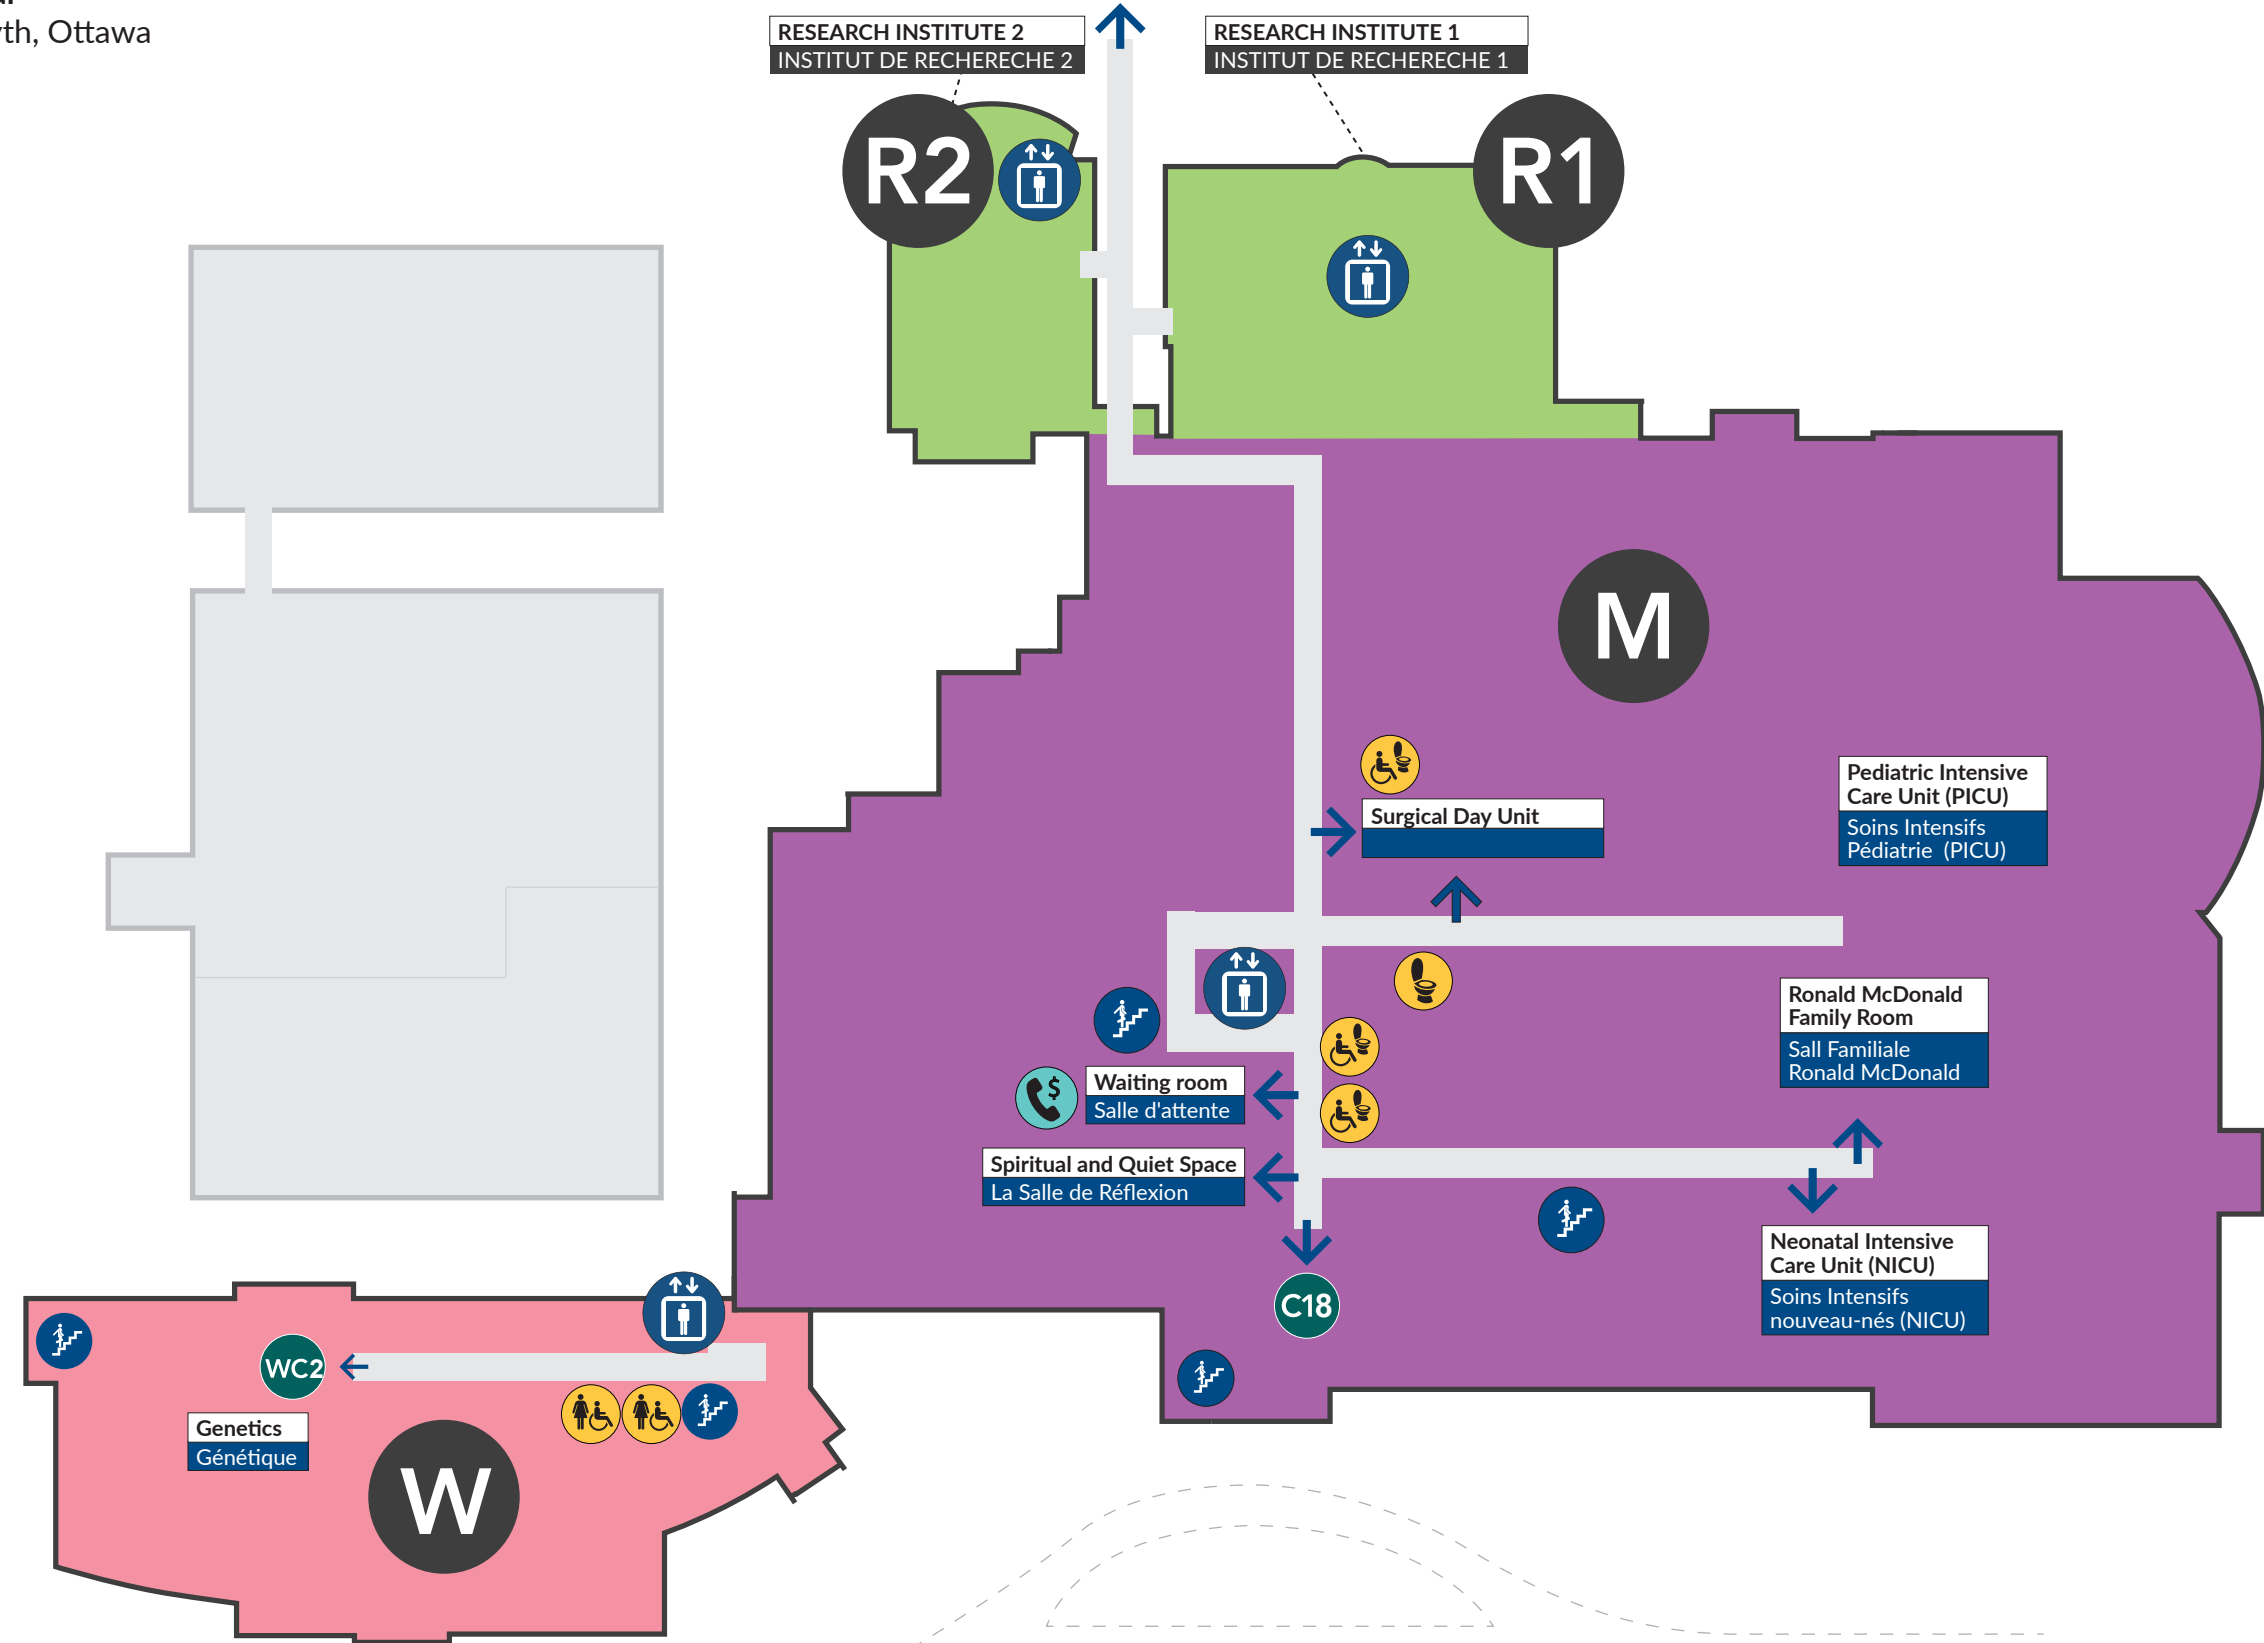 th, Ottawa
RESEARCH INSTITUTE 2
INSTITUT DE RECHERECHE 2
RESEARCH INSTITUTE 1
INSTITUT DE RECHERECHE 1
R2
R1
M
Surgical Day Unit
Pediatric Intensive
Care Unit (PICU)
Soins Intensifs
Pédiatrie (PICU)
Ronald McDonald
Family Room
Sall Familiale
Ronald McDonald
$
Waiting room
Salle d'attente
Spiritual and Quiet Space
La Salle de Réflexion
Neonatal Intensive
Care Unit (NICU)
Soins Intensifs
nouveau-nés (NICU)
C18
WC2
Genetics
Génétique
W